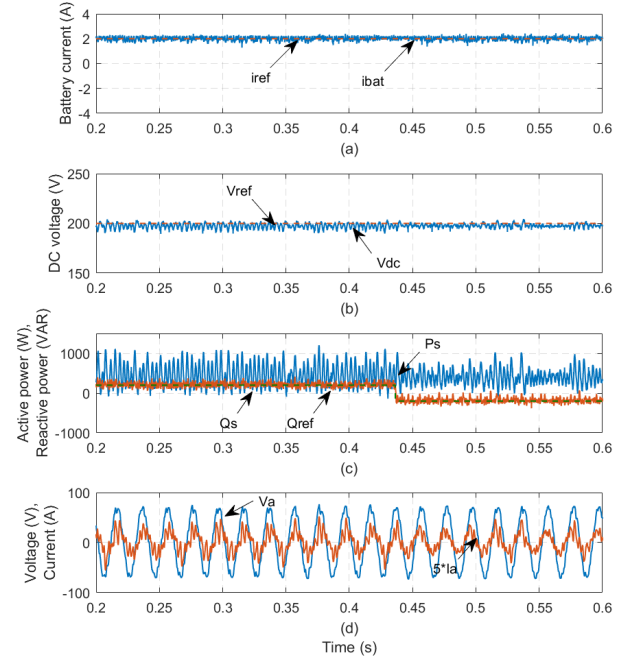 Battery current (A)
4
2
0
-2
-4
iref
ibat
0.2 0.25 0.3 0.35 0.4 0.45 0.5 0.55 0.6
(a)
DC voltage (V)
250
200
150
Vref
Vdc
0.2 0.25 0.3 0.35 0.4 0.45 0.5 0.55 0.6
(b)
Active power (W),
Reactive power (VAR)
1000
0
-1000
Ps
Qs
Qref
0.2 0.25 0.3 0.35 0.4 0.45 0.5 0.55 0.6
(c)
Voltage (V),
Current (A)
100
0
-100
Va
5*Ia
0.2 0.25 0.3 0.35 0.4 0.45 0.5 0.55 0.6
(d)
Time (s)